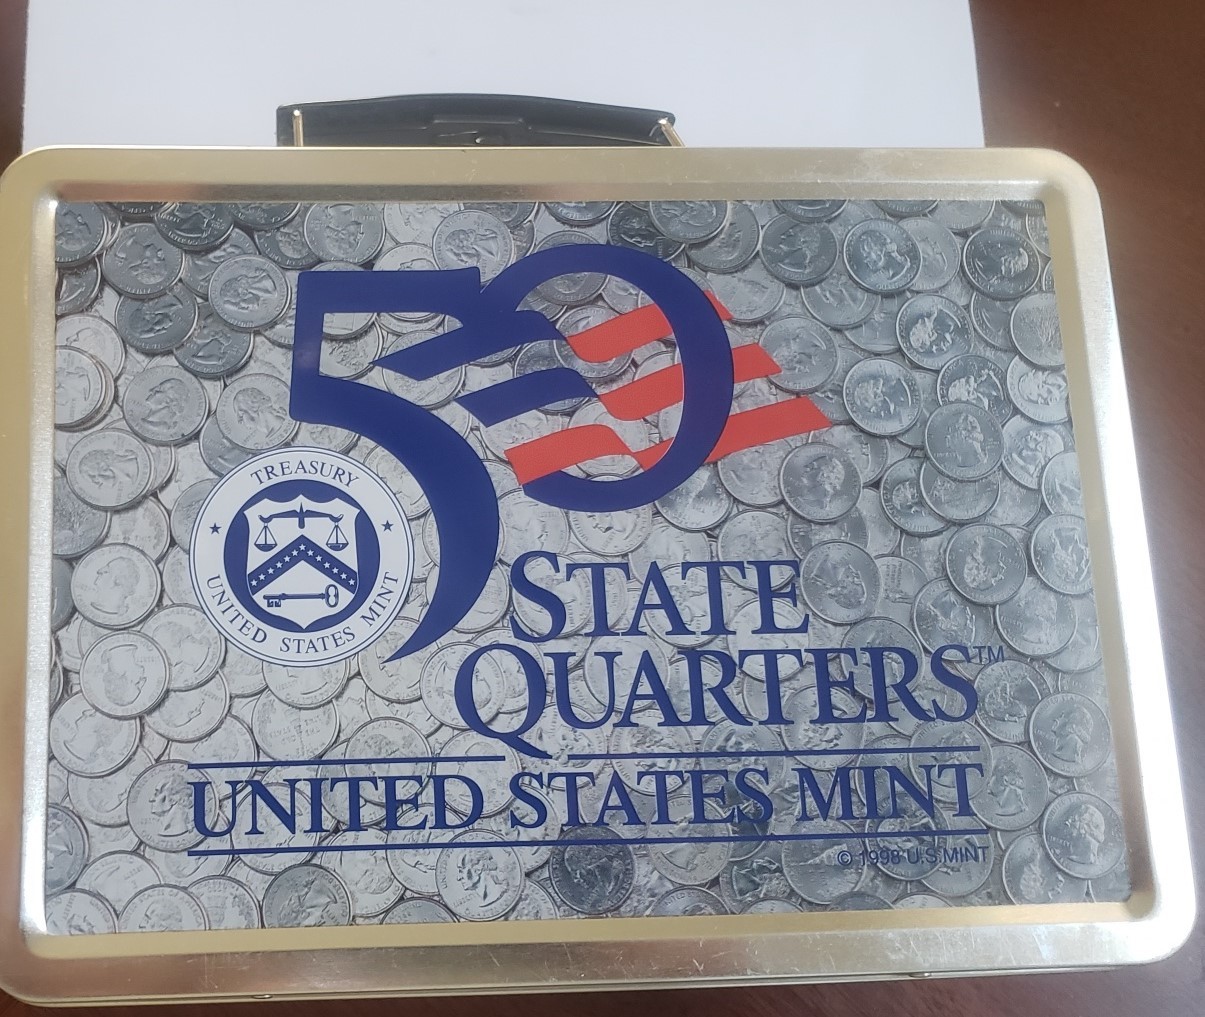 50
TREASURY
UNITED STATES MINT
STATE
QUARTERS™
UNITED STATES MINT
© 1998 U.S MINT